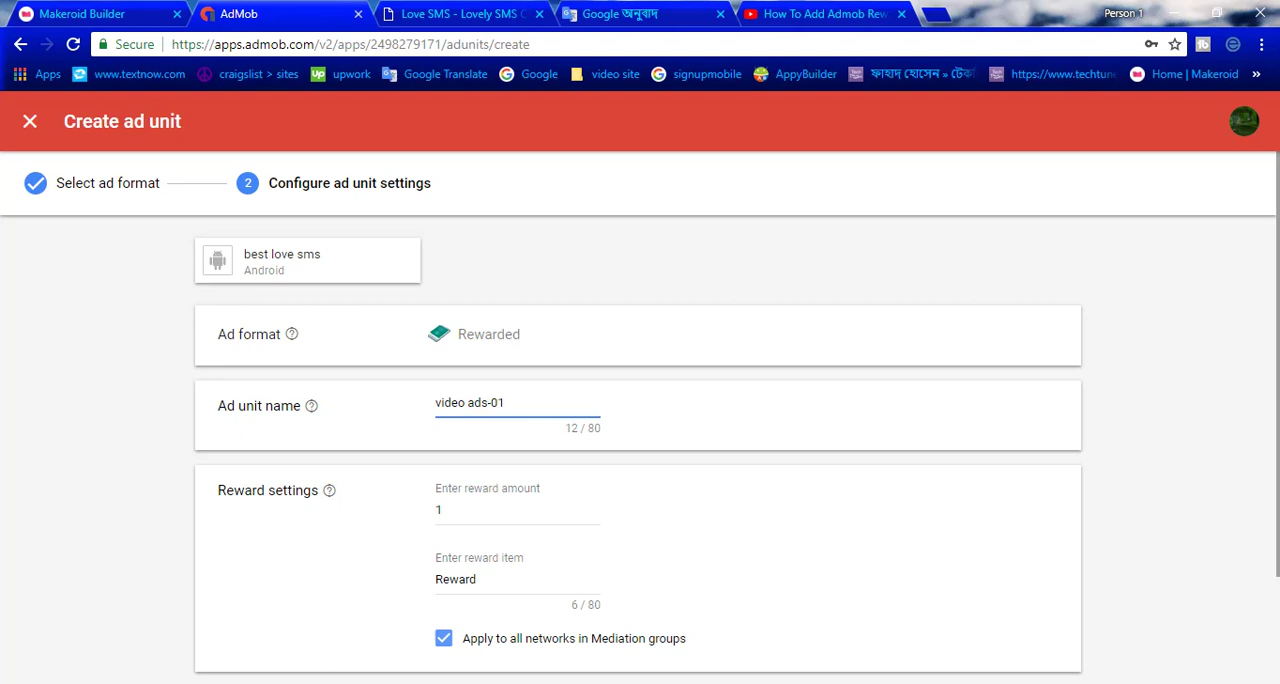 Makeroid Builder
AdMob
Love SMS - Lovely SMS C
Google অনুবাদ
How To Add Admob Rew
Person 1
Secure
https://apps.admob.com/v2/apps/2498279171/adunits/create
Apps
www.textnow.com
craigslist > sites
upwork
Google Translate
Google
video site
signupmobile
AppyBuilder
ফাহাদ হোসেন » টেক
https://www.techtune
Home | Makeroid
»
Create ad unit
Select ad format
2
Configure ad unit settings
best love sms
Android
Ad format
Rewarded
Ad unit name
video ads-01
12 / 80
Reward settings
Enter reward amount
1
Enter reward item
Reward
6 / 80
Apply to all networks in Mediation groups